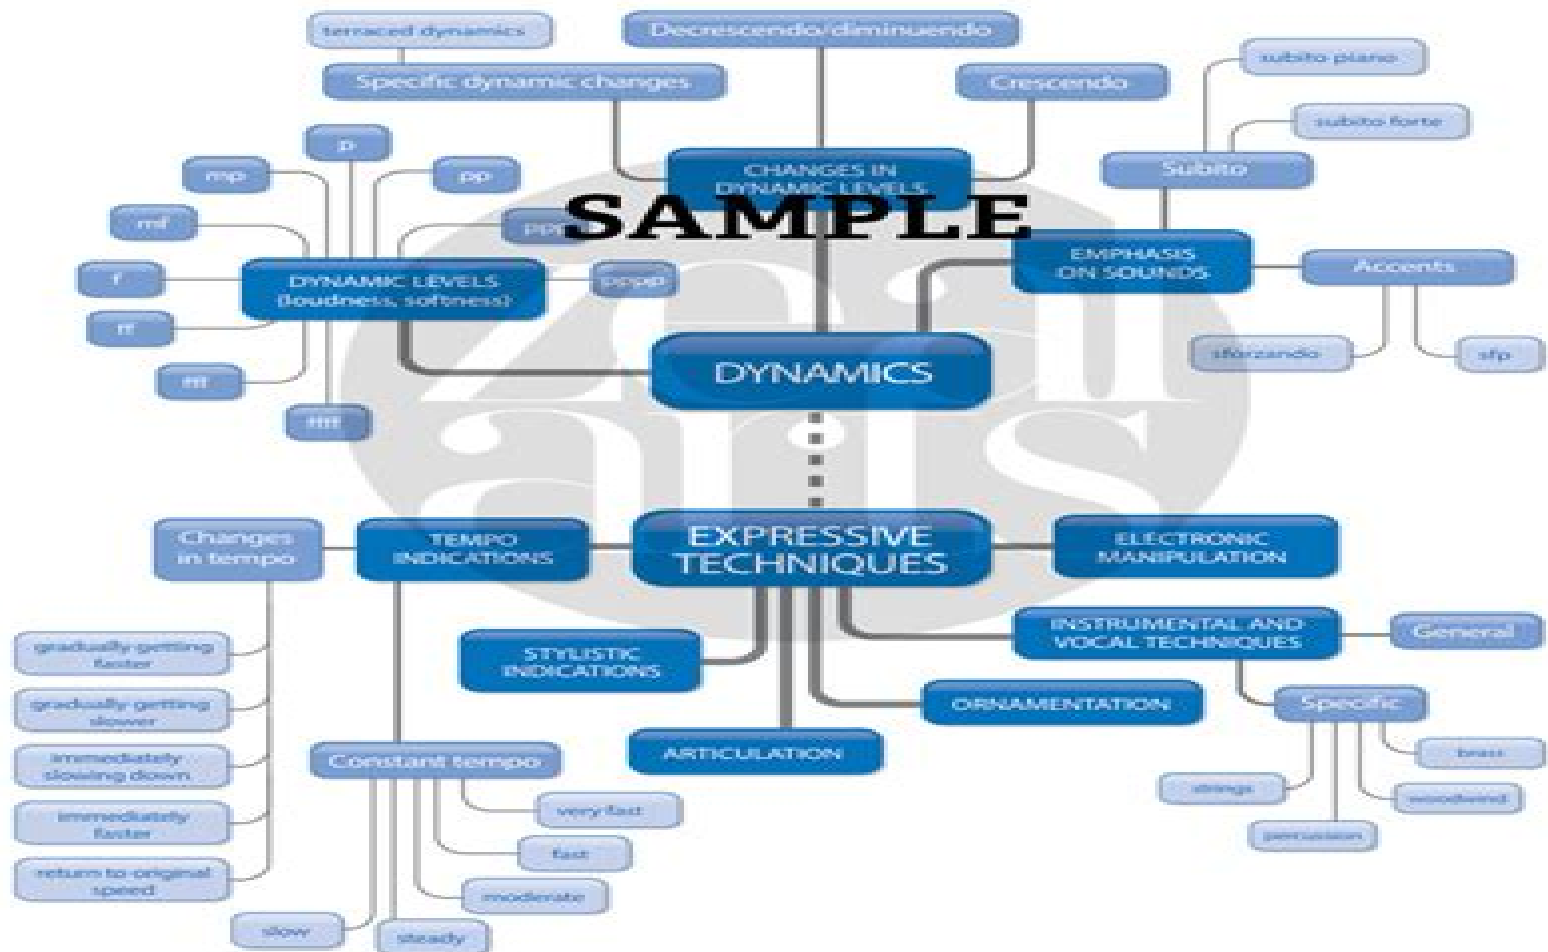 terraced dynamics
Decrescendo/diminuendo
Specific dynamic changes
Crescendo
subito piano
subito forte
Subito
CHANGES IN
DYNAMIC LEVELS
SAMPLE
p
mp
pp
mf
ppp
f
pppp
ff
fff
ffff
DYNAMIC LEVELS
(loudness, softness)
EMPHASIS
ON SOUNDS
Accents
sforzando
sfp
DYNAMICS
zeal
arts
EXPRESSIVE
TECHNIQUES
Changes
in tempo
TEMPO
INDICATIONS
ELECTRONIC
MANIPULATION
INSTRUMENTAL AND
VOCAL TECHNIQUES
General
gradually getting
faster
STYLISTIC
INDICATIONS
ORNAMENTATION
Specific
gradually getting
slower
ARTICULATION
brass
strings
woodwind
percussion
immediately
slowing down
Constant tempo
very fast
immediately
faster
fast
return to original
speed
moderate
slow
steady